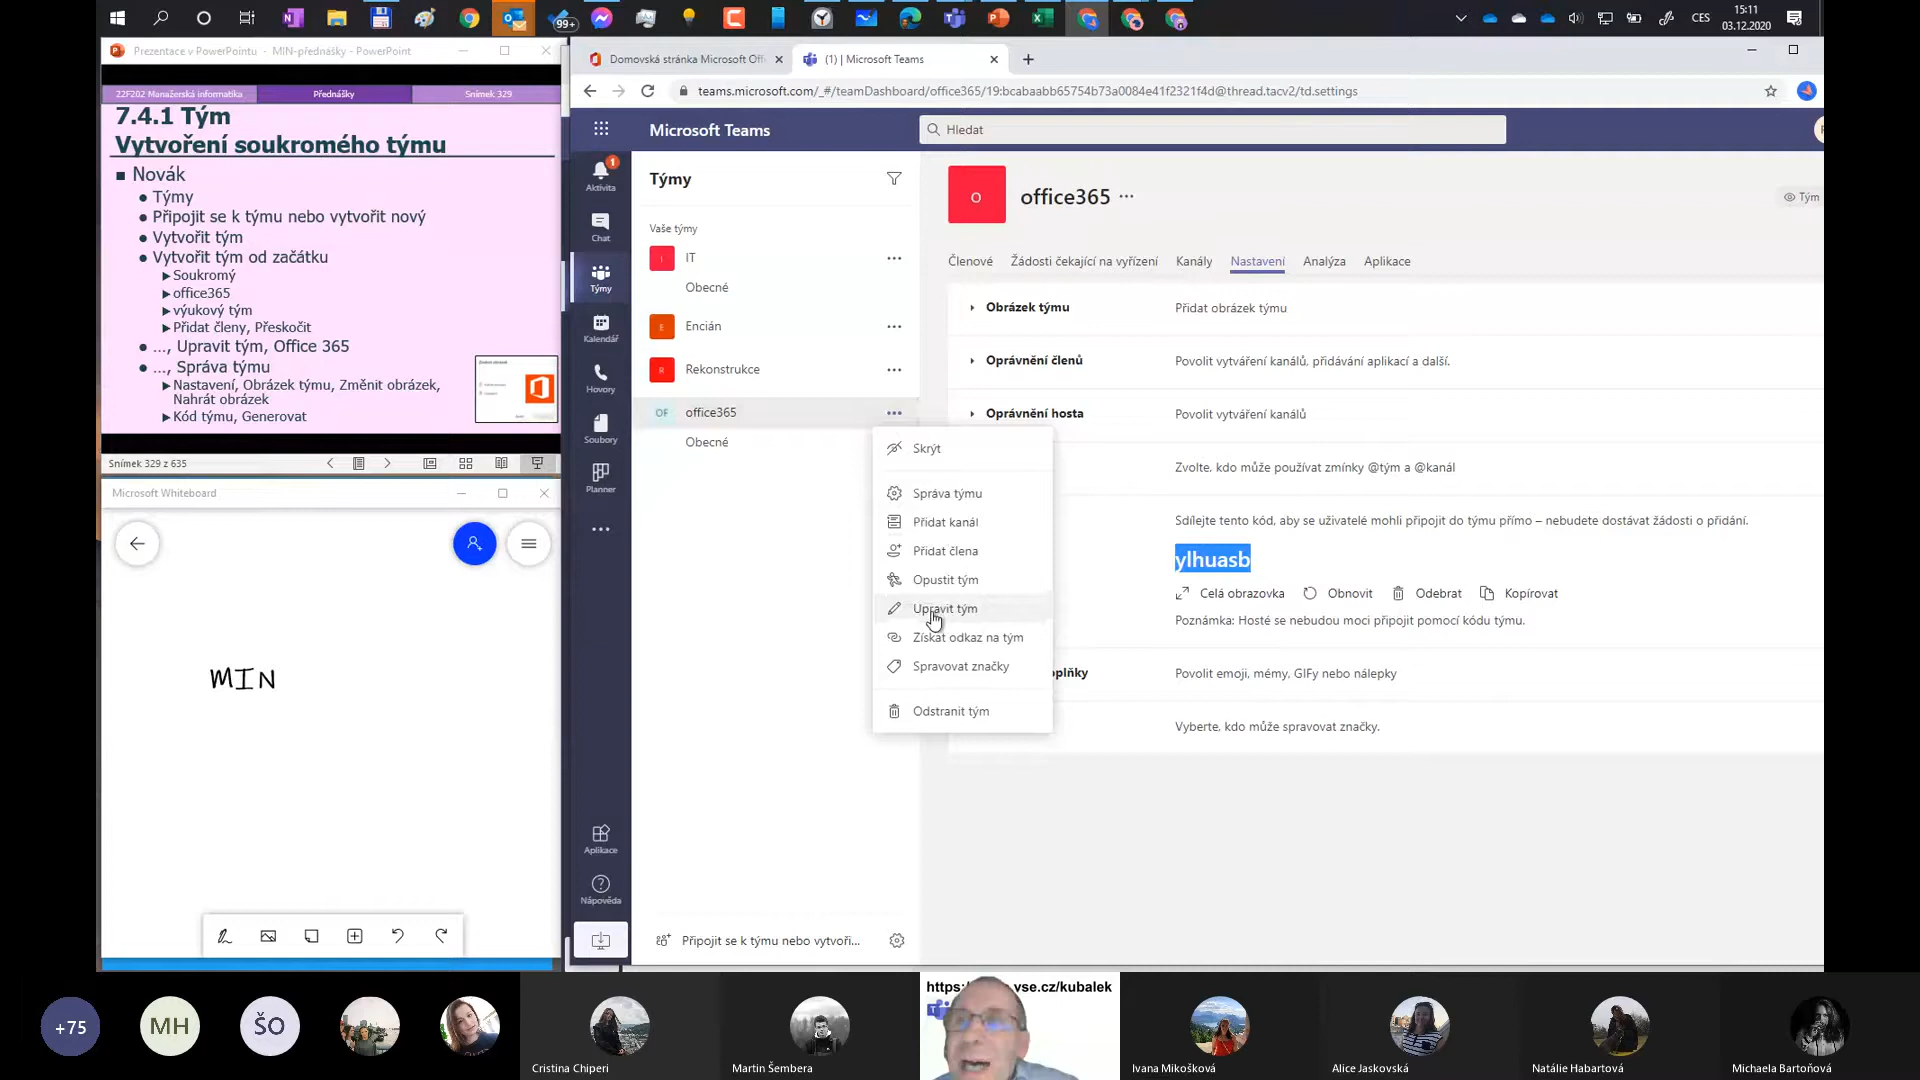 99+
CES
15:11
03.12.2020
Prezentace v PowerPointu - MIN-přednášky - PowerPoint
22F202 Manažerská informatika
Přednášky
Snímek 329
7.4.1 Tým
Vytvoření soukromého týmu
Novák
Týmy
Připojit se k týmu nebo vytvořit nový
Vytvořit tým
Vytvořit tým od začátku
Soukromý
office365
výukový tým
Přidat členy, Přeskočit
..., Upravit tým, Office 365
..., Správa týmu
Nastavení, Obrázek týmu, Změnit obrázek,
Nahrát obrázek
Kód týmu, Generovat
Snímek 329 z 635
Microsoft Whiteboard
MIN
Domovská stránka Microsoft Off
(1) | Microsoft Teams
teams.microsoft.com/_#/teamDashboard/office365/19:bcabaabb65754b73a0084e41f2321f4d@thread.tacv2/td.settings
Microsoft Teams
Hledat
1
Aktivita
Chat
Týmy
Kalendář
Hovory
Soubory
Planner
Aplikace
Nápověda
Týmy
Vaše týmy
I
IT
Obecné
E
Encián
R
Rekonstrukce
OF
office365
Obecné
Připojit se k týmu nebo vytvoři...
Skrýt
Správa týmu
Přidat kanál
Přidat člena
Opustit tým
Upravit tým
Získat odkaz na tým
Spravovat značky
Odstranit tým
O
office365
Tým
Členové
Žádosti čekající na vyřízení
Kanály
Nastavení
Analýza
Aplikace
Obrázek týmu
Přidat obrázek týmu
Oprávnění členů
Povolit vytváření kanálů, přidávání aplikací a další.
Oprávnění hosta
Povolit vytváření kanálů
Zvolte, kdo může používat zmínky @tým a @kanál
Sdílejte tento kód, aby se uživatelé mohli připojit do týmu přímo – nebudete dostávat žádosti o přidání.
ylhuasb
Celá obrazovka
Obnovit
Odebrat
Kopírovat
Poznámka: Hosté se nebudou moci připojit pomocí kódu týmu.
oplňky
Povolit emoji, mémy, GIFy nebo nálepky
Vyberte, kdo může spravovat značky.
+75
MH
ŠO
Cristina Chiperi
Martin Šembera
https: vse.cz/kubalek
Ivana Mikošková
Alice Jaskovská
Natálie Habartová
Michaela Bartoňová